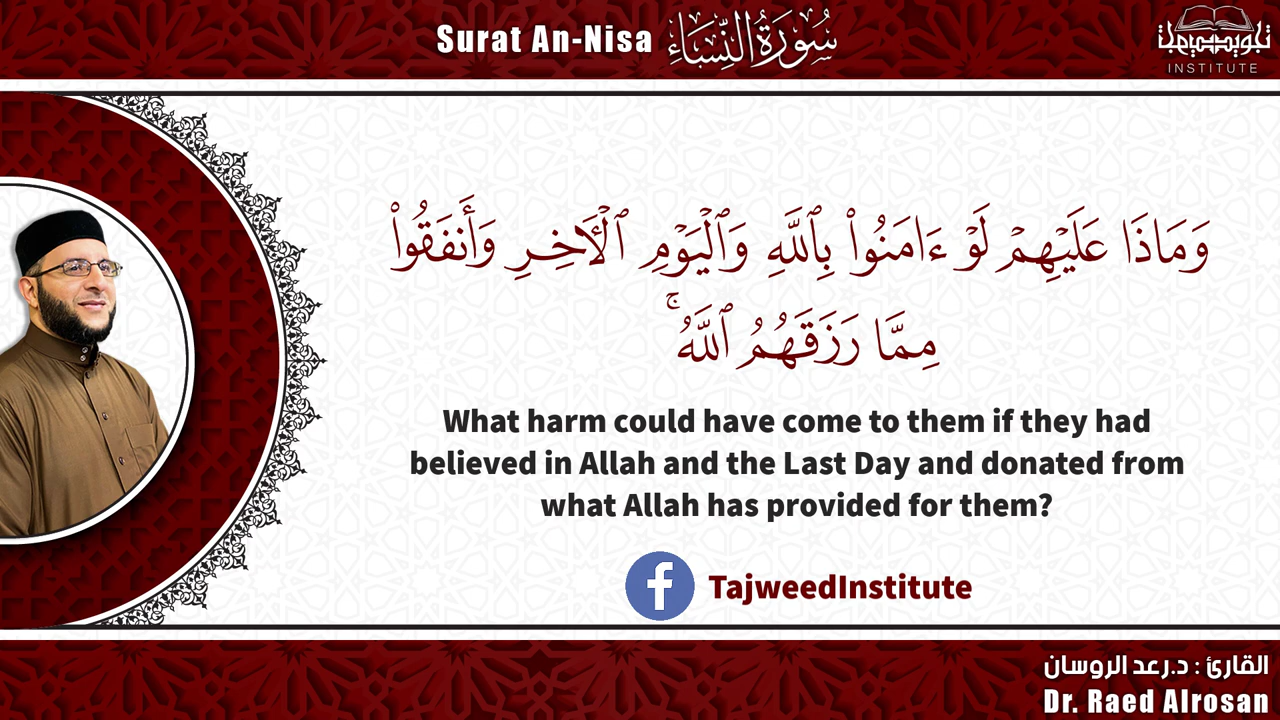 Surat An-Nisa سُورَةُ النِّسَاءِ
تجويد
INSTITUTE
وَمَاذَا عَلَيْهِمْ لَوْ ءَامَنُوا۟ بِٱللَّهِ وَٱلْيَوْمِ ٱلْـَٔاخِرِ وَأَنفَقُوا۟
مِمَّا رَزَقَهُمُ ٱللَّهُ ۚ
What harm could have come to them if they had
believed in Allah and the Last Day and donated from
what Allah has provided for them?
f TajweedInstitute
القارئ : د.رعد الروسان
Dr. Raed Alrosan